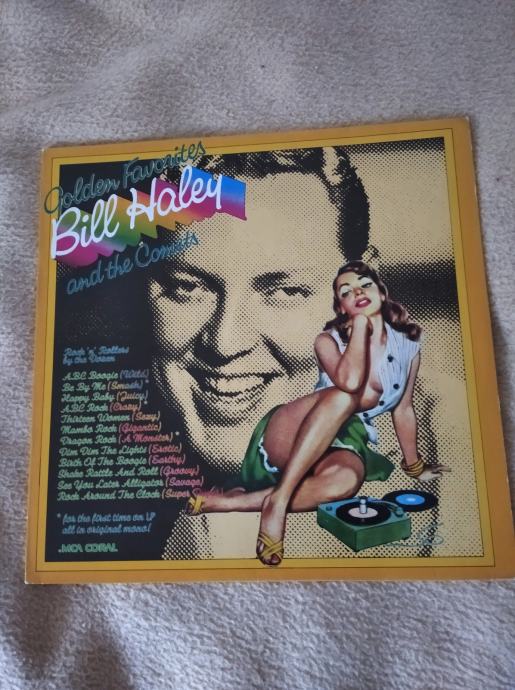 Golden Favorites
Bill Haley
and the Comets
Rock 'n' Rollers
by the Dozen
A.B.C. Boogie (Wild)
Be By Me (Smash) *
Happy Baby (Juicy)
A.B.C. Rock (Crazy) *
Thirteen Women (Sexy)
Mambo Rock (Gigantic)
Dragon Rock (A Monster) *
Dim Dim The Lights (Erotic)
Birth Of The Boogie (Earthy)
Shake Rattle And Roll (Groovy)
See You Later Alligator (Savage)
Rock Around The Clock (Super
* for the first time on LP
all in original mono!
MCA CORAL